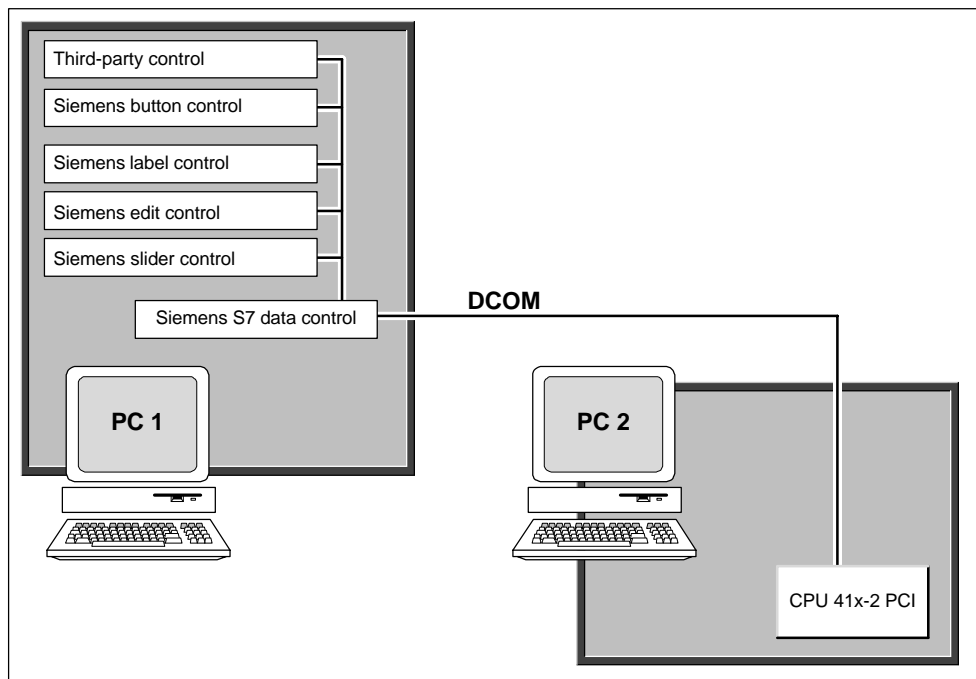 Third-party control
Siemens button control
Siemens label control
Siemens edit control
Siemens slider control
Siemens S7 data control
DCOM
PC 1
PC 2
CPU 41x-2 PCI